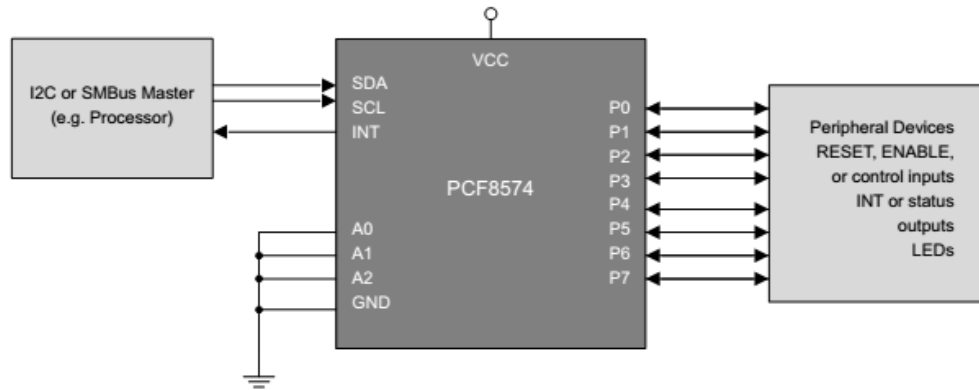 I2C or SMBus Master
(e.g. Processor)
VCC
SDA
SCL
INT
A0
A1
A2
GND
PCF8574
P0
P1
P2
P3
P4
P5
P6
P7
Peripheral Devices
RESET, ENABLE,
or control inputs
INT or status
outputs
LEDs